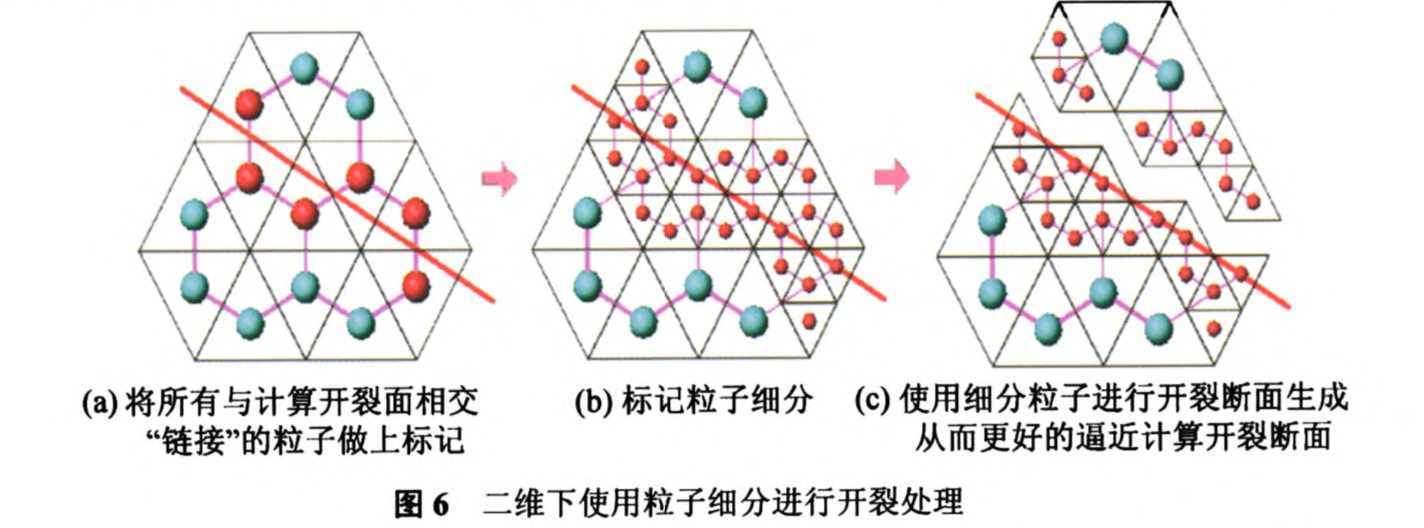 (a) 将所有与计算开裂面相交
“链接”的粒子做上标记
(b) 标记粒子细分
(c) 使用细分粒子进行开裂断面生成
从而更好的逼近计算开裂断面
图 6 二维下使用粒子细分进行开裂处理